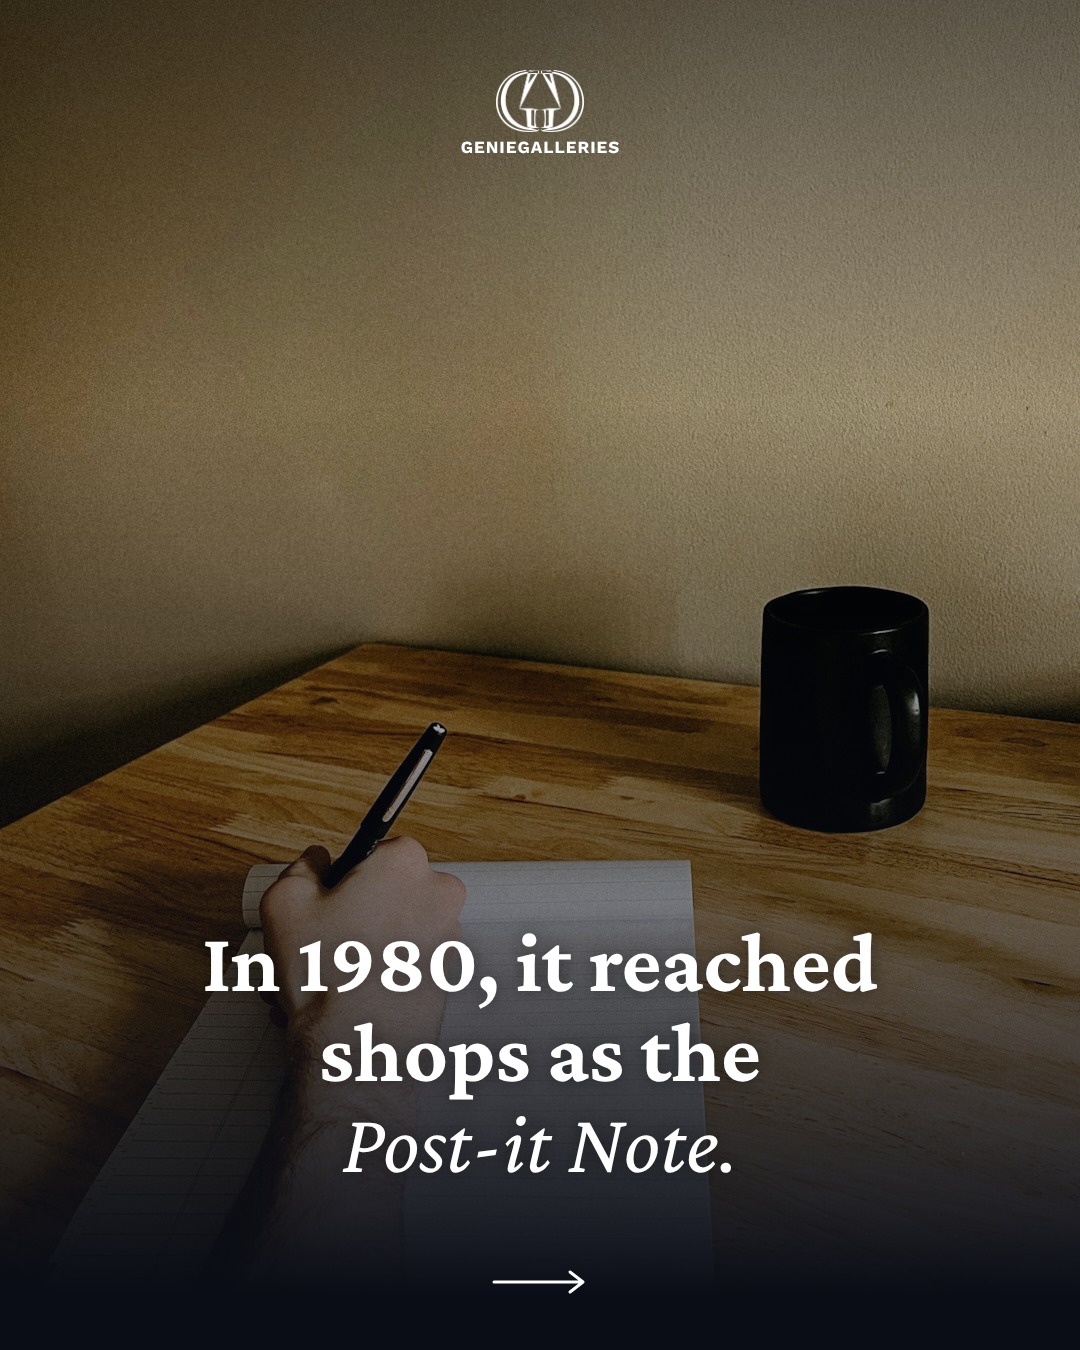 GENIEGALLERIES
In 1980, it reached
shops as the
Post-it Note.